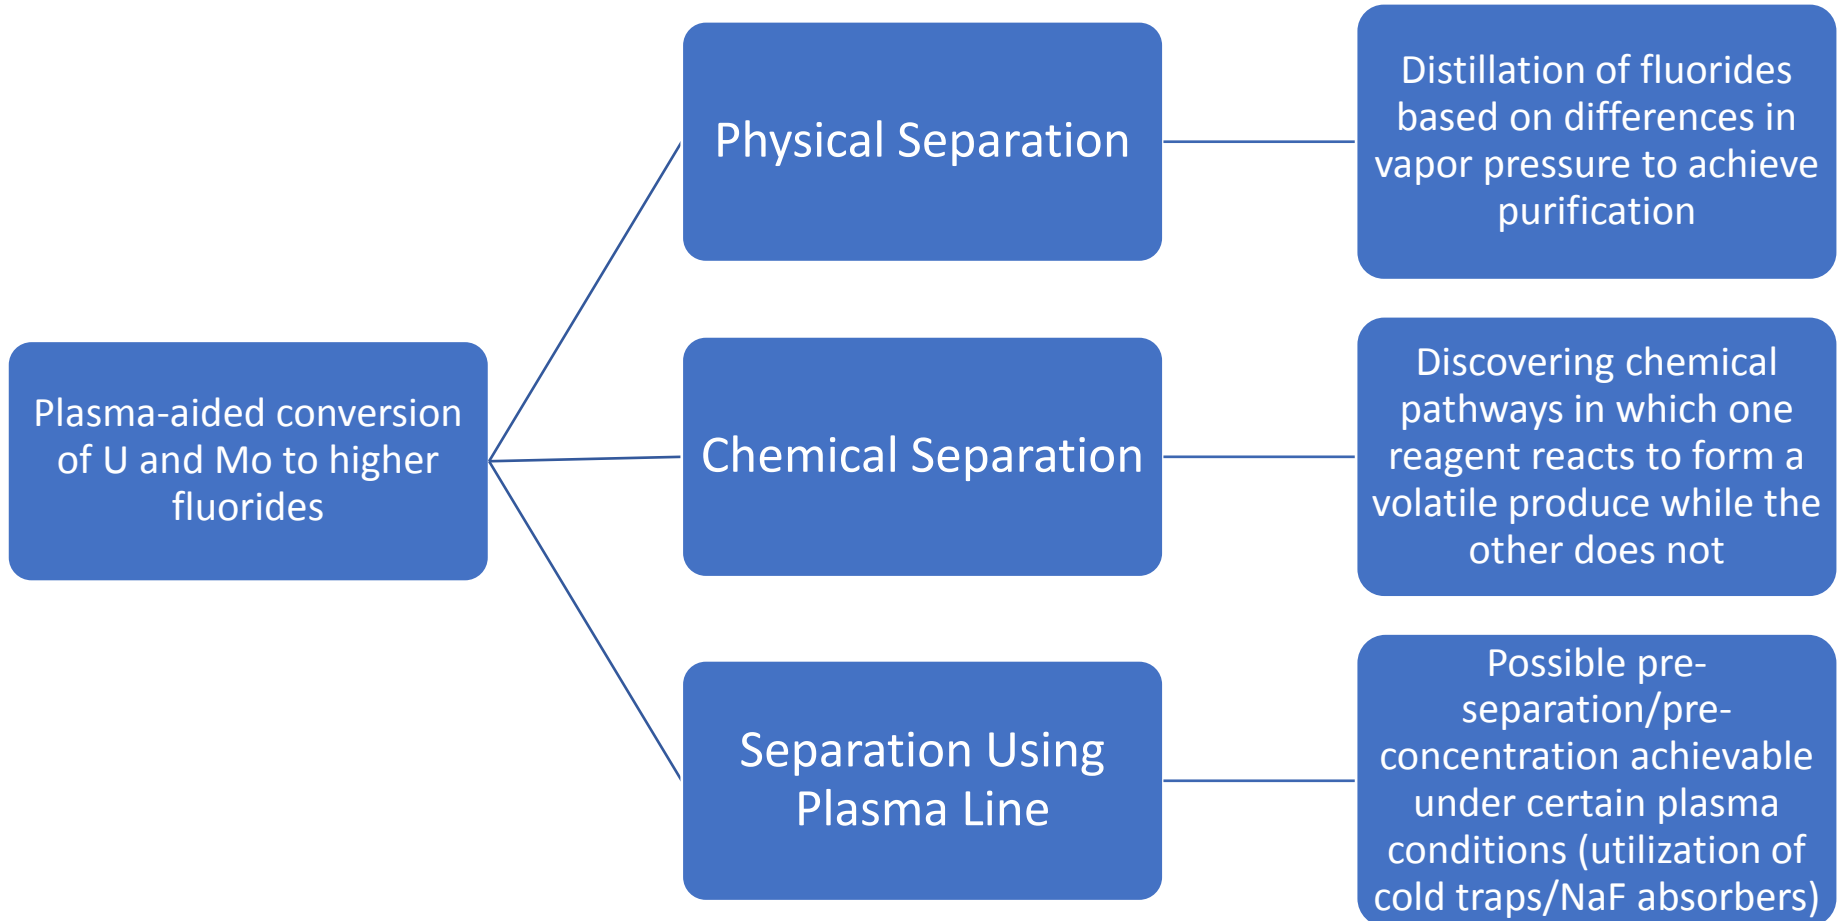 Plasma-aided conversion
of U and Mo to higher
fluorides
Physical Separation
Distillation of fluorides
based on differences in
vapor pressure to achieve
purification
Chemical Separation
Discovering chemical
pathways in which one
reagent reacts to form a
volatile produce while the
other does not
Separation Using
Plasma Line
Possible pre-
separation/pre-
concentration achievable
under certain plasma
conditions (utilization of
cold traps/NaF absorbers)